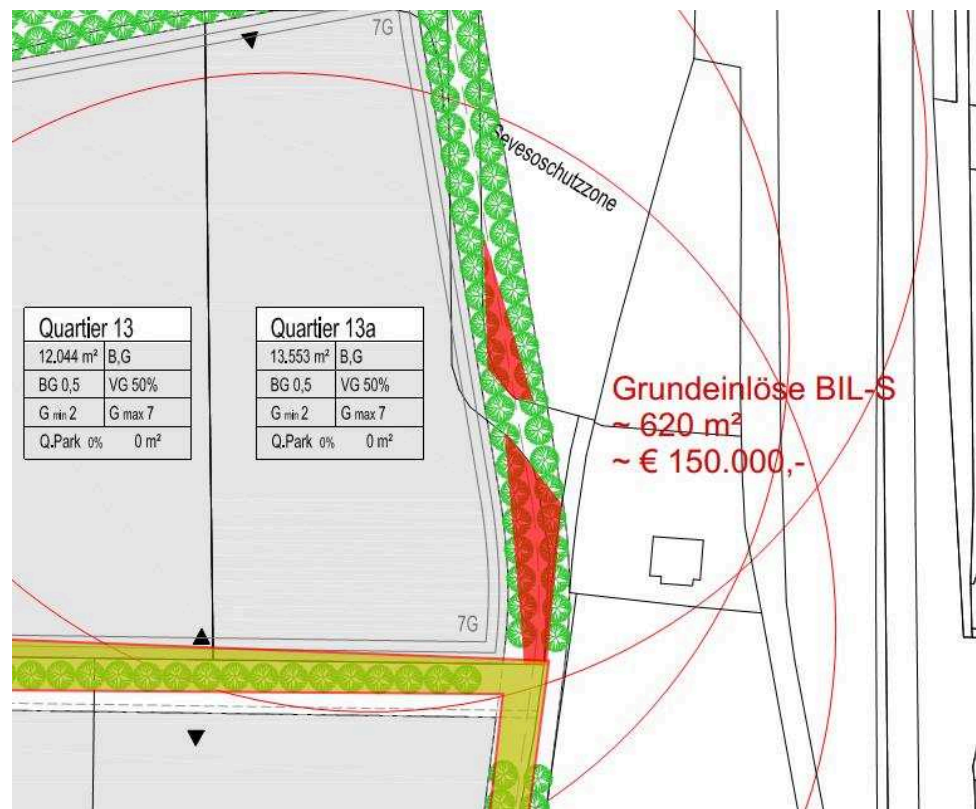 7G
Sevesoschutzzone
Quartier 13
12.044 m² B,G
BG 0,5 VG 50%
G min 2 G max 7
Q.Park 0% 0 m²
Quartier 13a
13.553 m² B,G
BG 0,5 VG 50%
G min 2 G max 7
Q.Park 0% 0 m²
Grundeinlöse BIL-S
~ 620 m²
~ € 150.000,-
7G